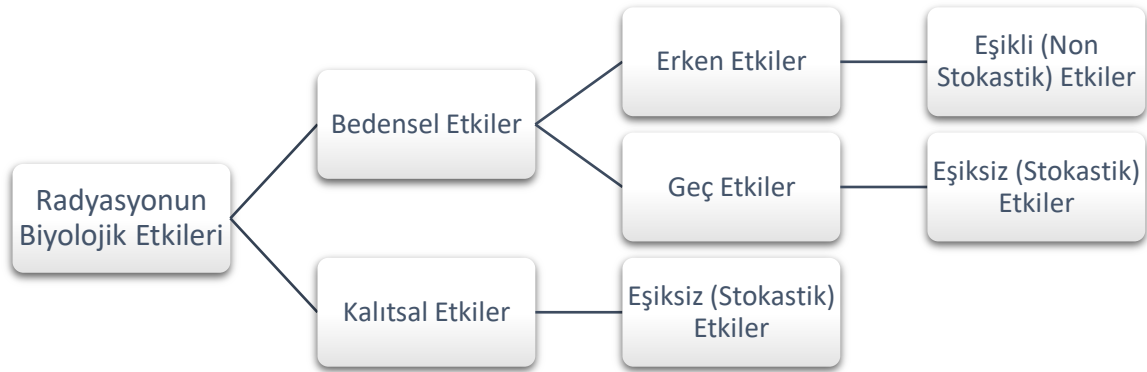 Radyasyonun
Biyolojik Etkileri
Bedensel Etkiler
Erken Etkiler
Eşikli (Non
Stokastik) Etkiler
Geç Etkiler
Eşiksiz (Stokastik)
Etkiler
Kalıtsal Etkiler
Eşiksiz (Stokastik)
Etkiler